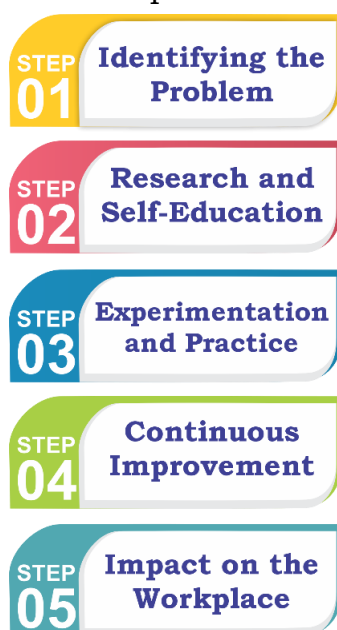 STEP
01
Identifying the
Problem
STEP
02
Research and
Self-Education
STEP
03
Experimentation
and Practice
STEP
04
Continuous
Improvement
STEP
05
Impact on the
Workplace